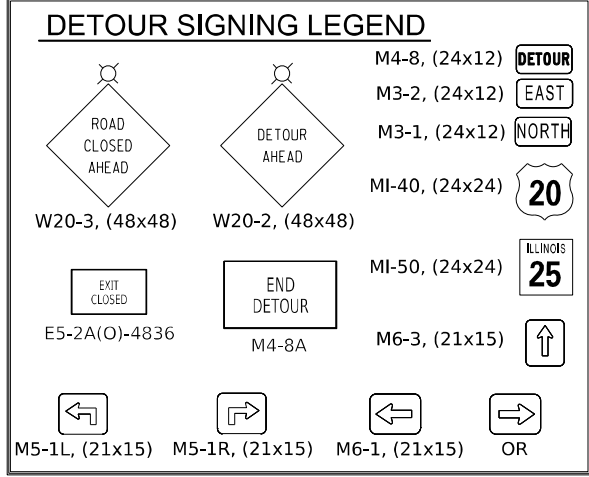 DETOUR SIGNING LEGEND
M4-8, (24x12) DETOUR
M3-2, (24x12) EAST
M3-1, (24x12) NORTH
ROAD
CLOSED
AHEAD
W20-3, (48x48)
DETOUR
AHEAD
W20-2, (48x48)
MI-40, (24x24) 20
EXIT
CLOSED
E5-2A(O)-4836
END
DETOUR
M4-8A
MI-50, (24x24)
ILLINOIS
25
M6-3, (21x15)
M5-1L, (21x15)
M5-1R, (21x15)
M6-1, (21x15)
OR